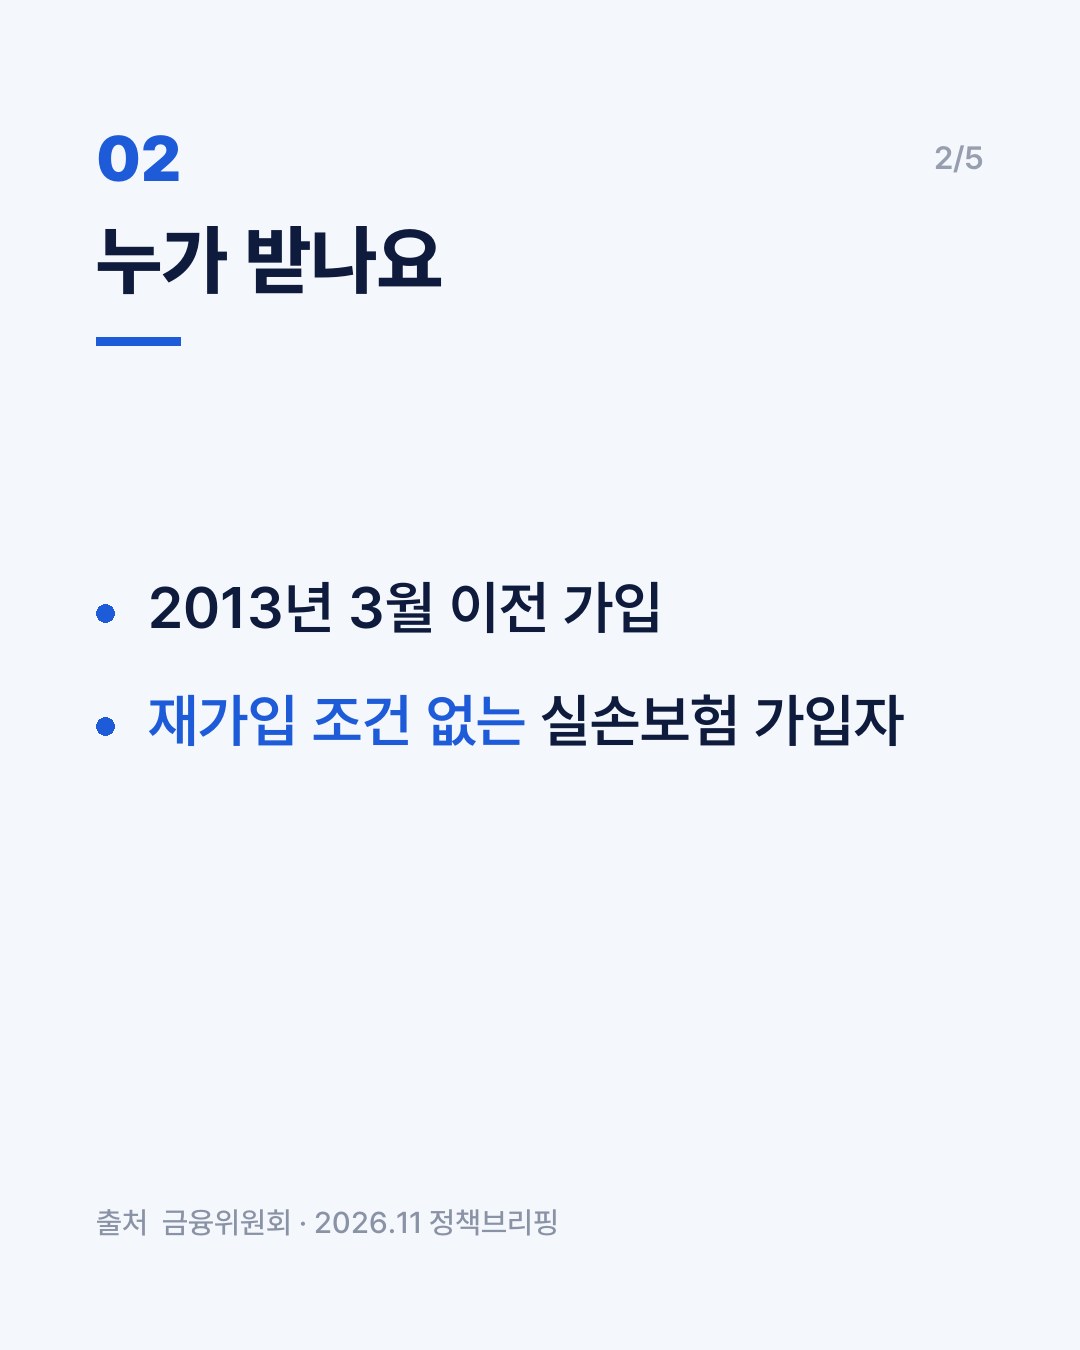 02
2/5
누가 받나요
• 2013년 3월 이전 가입
• 재가입 조건 없는 실손보험 가입자
출처 금융위원회 · 2026.11 정책브리핑